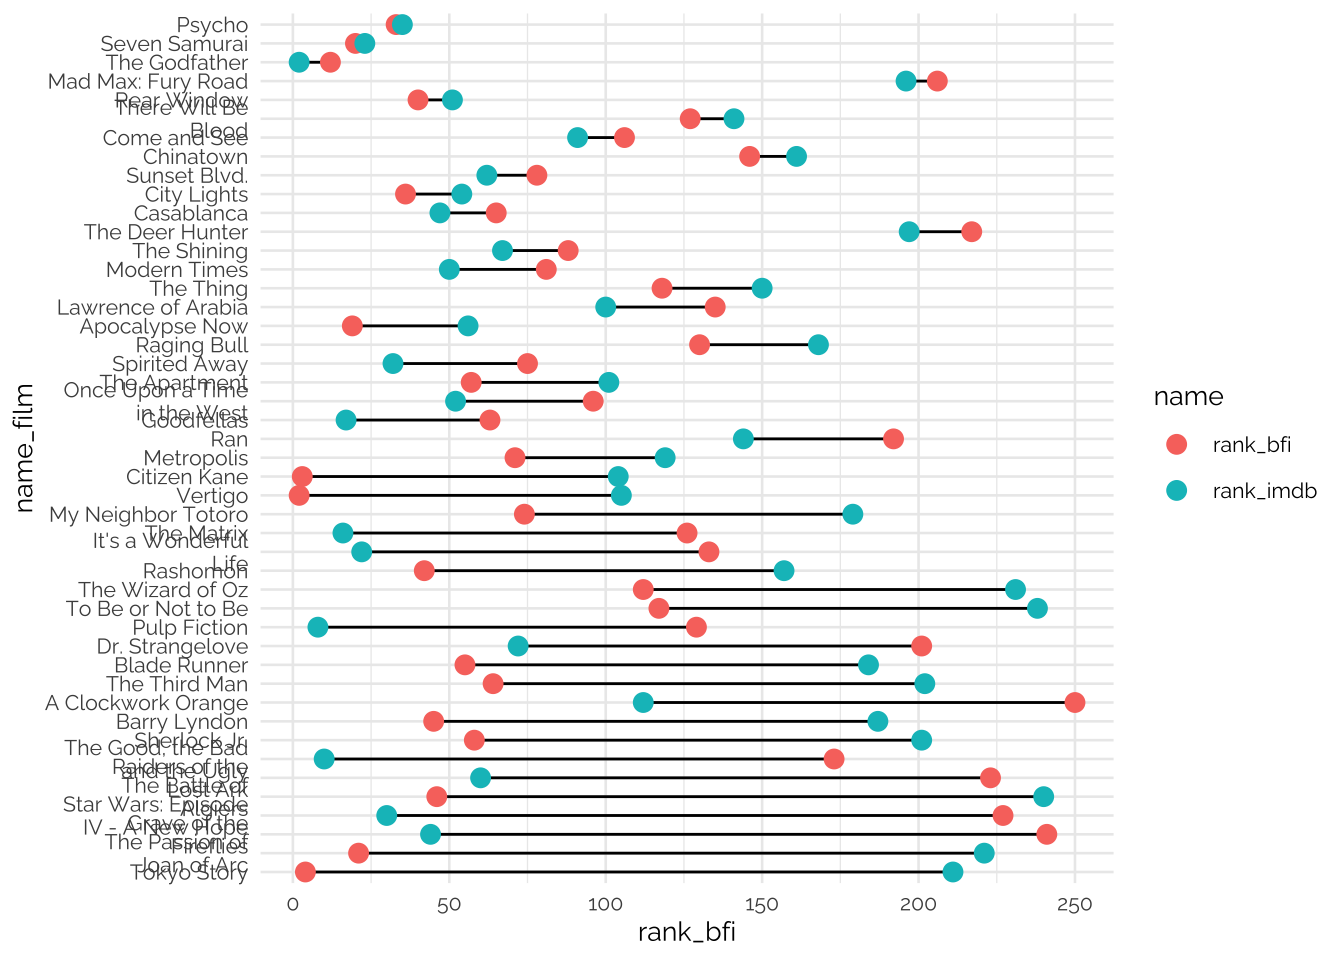 Psycho
Seven Samurai
The Godfather
Mad Max: Fury Road
Rear Window
There Will Be
Blood
Come and See
Chinatown
Sunset Blvd.
City Lights
Casablanca
The Deer Hunter
The Shining
Modern Times
The Thing
Lawrence of Arabia
Apocalypse Now
Raging Bull
Spirited Away
The Apartment
Once Upon a Time
in the West
Goodfellas
Ran
Metropolis
Citizen Kane
Vertigo
My Neighbor Totoro
The Matrix
It's a Wonderful
Life
Rashomon
The Wizard of Oz
To Be or Not to Be
Pulp Fiction
Dr. Strangelove
Blade Runner
The Third Man
A Clockwork Orange
Barry Lyndon
Sherlock Jr.
The Good, the Bad
and the Ugly
Raiders of the
Lost Ark
The Battle of
Algiers
Star Wars: Episode
IV - A New Hope
Grave of the
Fireflies
The Passion of
Joan of Arc
Tokyo Story
name_film
0 50 100 150 200 250
rank_bfi
name
rank_bfi
rank_imdb